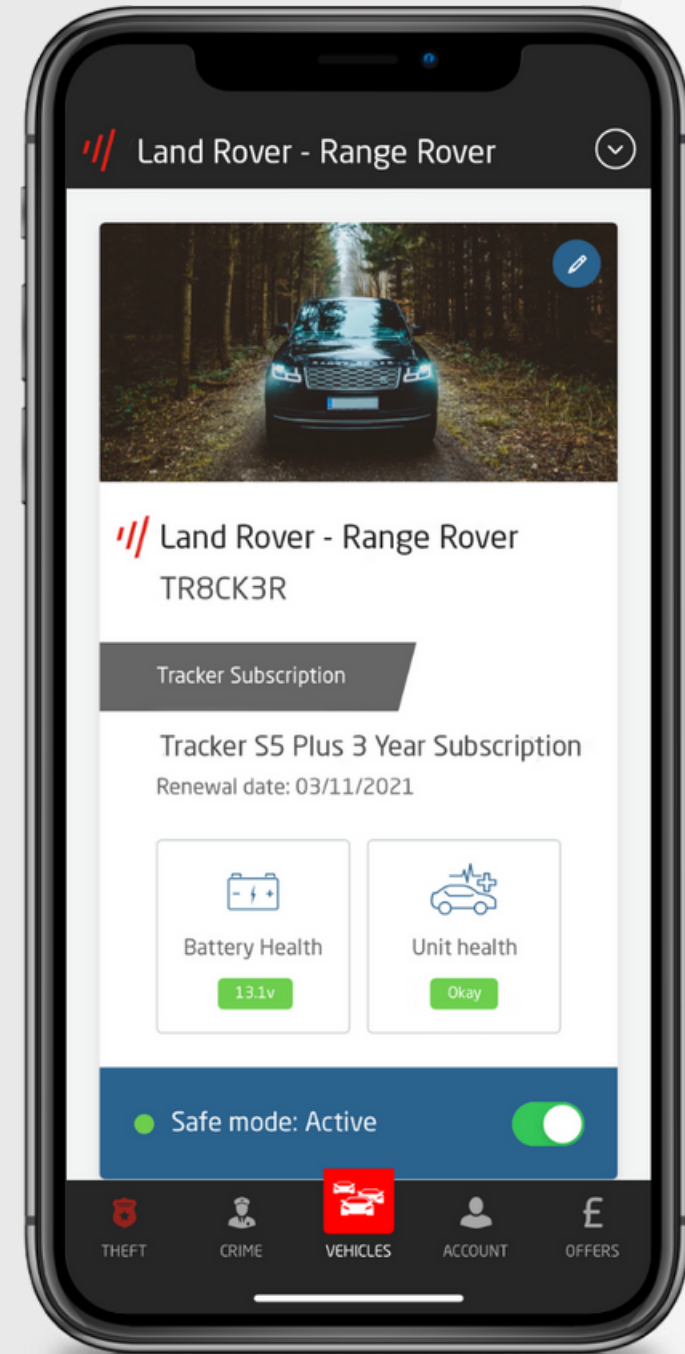 Land Rover - Range Rover
Land Rover - Range Rover
TR8CK3R
Tracker Subscription
Tracker S5 Plus 3 Year Subscription
Renewal date: 03/11/2021
Battery Health
Unit health
13.1v
Okay
Safe mode: Active
THEFT
CRIME
VEHICLES
ACCOUNT
OFFERS